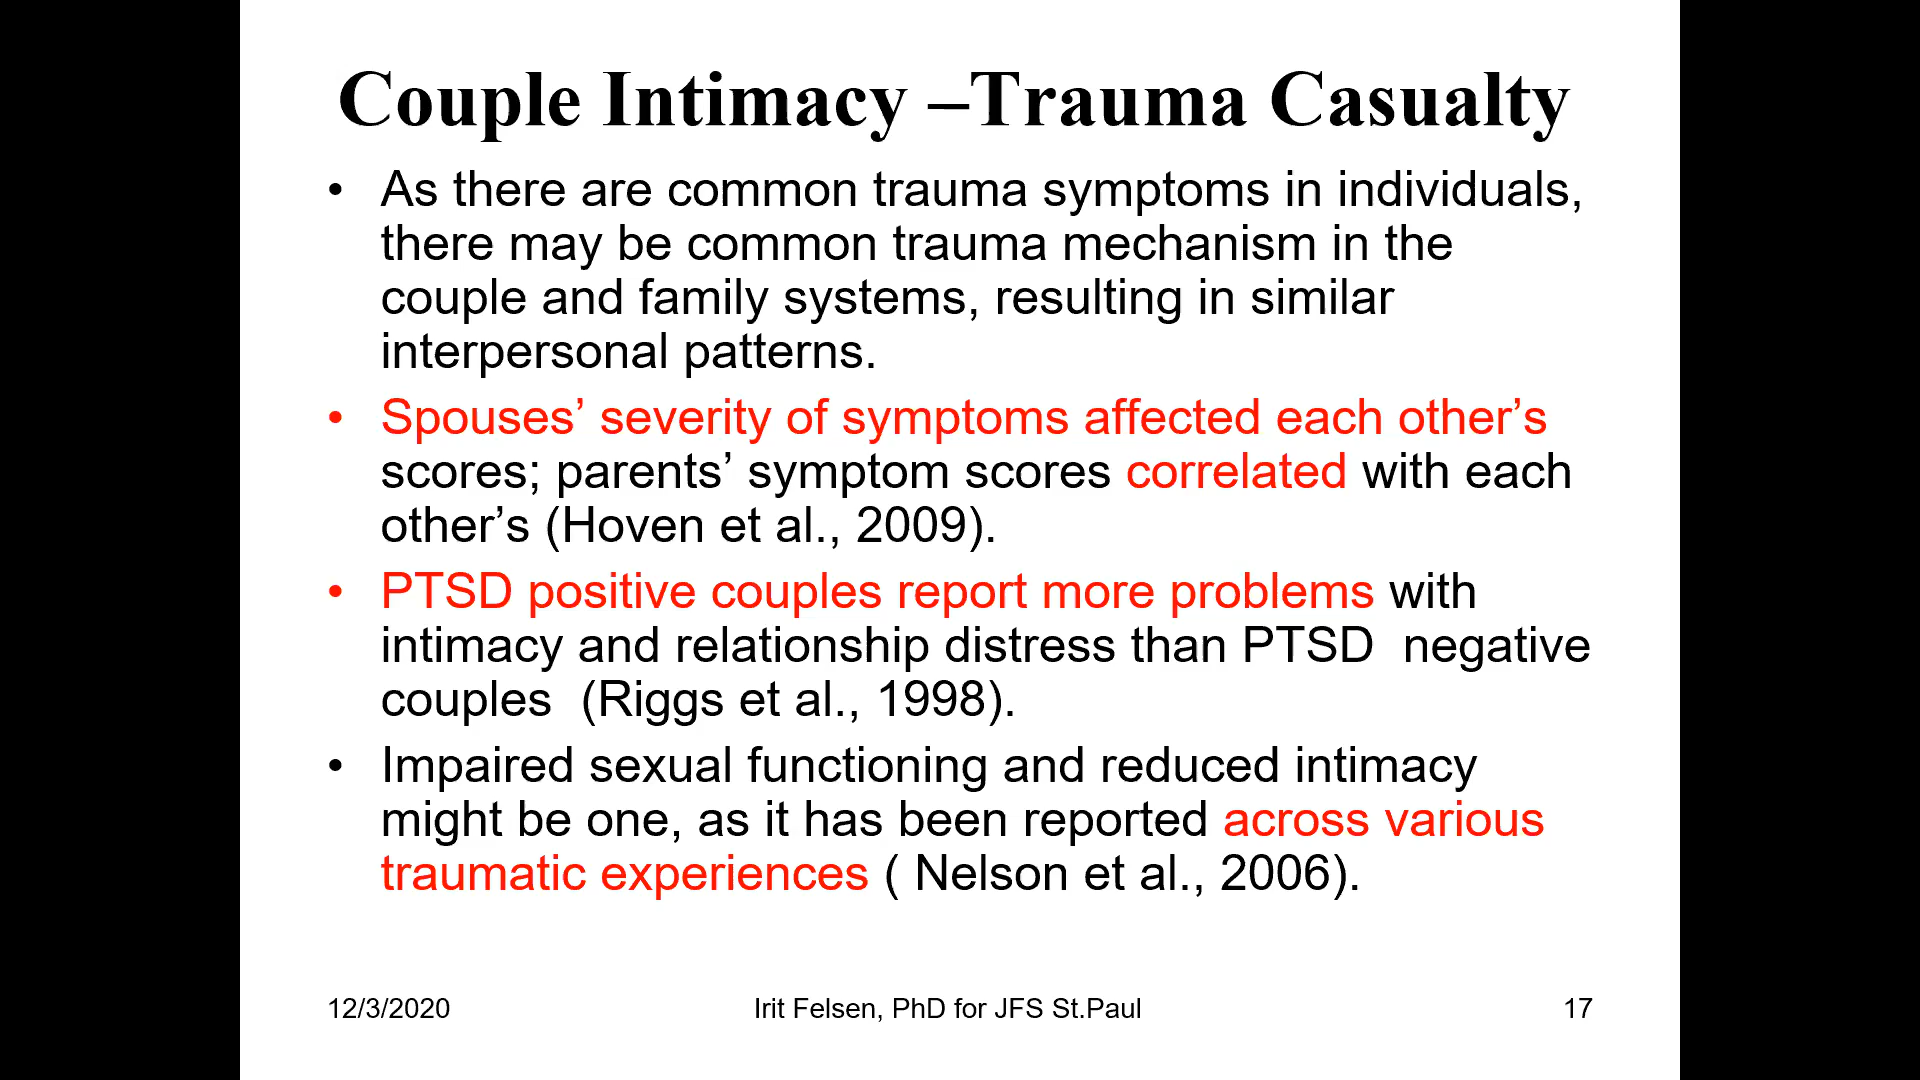 Couple Intimacy –Trauma Casualty
• As there are common trauma symptoms in individuals,
there may be common trauma mechanism in the
couple and family systems, resulting in similar
interpersonal patterns.
• Spouses’ severity of symptoms affected each other’s
scores; parents’ symptom scores correlated with each
other’s (Hoven et al., 2009).
• PTSD positive couples report more problems with
intimacy and relationship distress than PTSD  negative
couples  (Riggs et al., 1998).
• Impaired sexual functioning and reduced intimacy
might be one, as it has been reported across various
traumatic experiences ( Nelson et al., 2006).
12/3/2020 Irit Felsen, PhD for JFS St.Paul 17